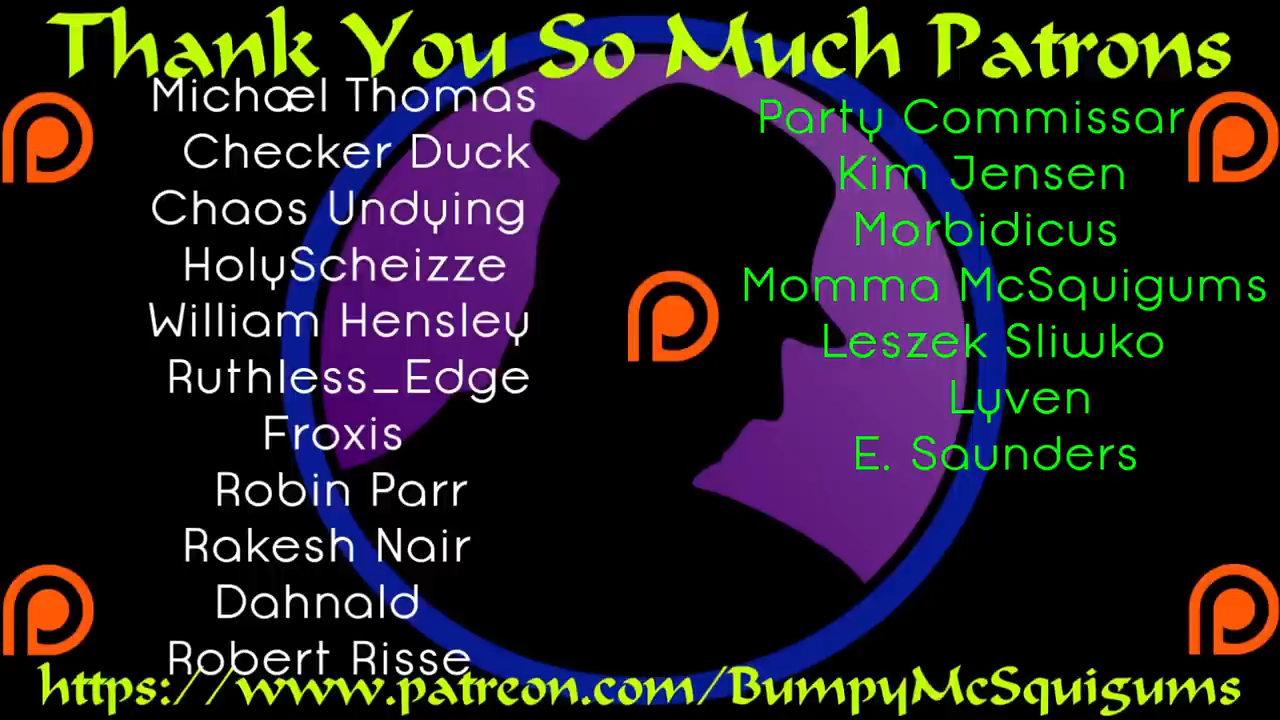 Thank You So Much Patrons
Michael Thomas
Checker Duck
Chaos Undying
HolyScheizze
William Hensley
Ruthless_Edge
Froxis
Robin Parr
Rakesh Nair
Dahnald
Robert Risse
Party Commissar
Kim Jensen
Morbidicus
Momma McSquigums
Leszek Sliwko
Lyven
E. Saunders
https://www.patreon.com/BumpyMcSquigums